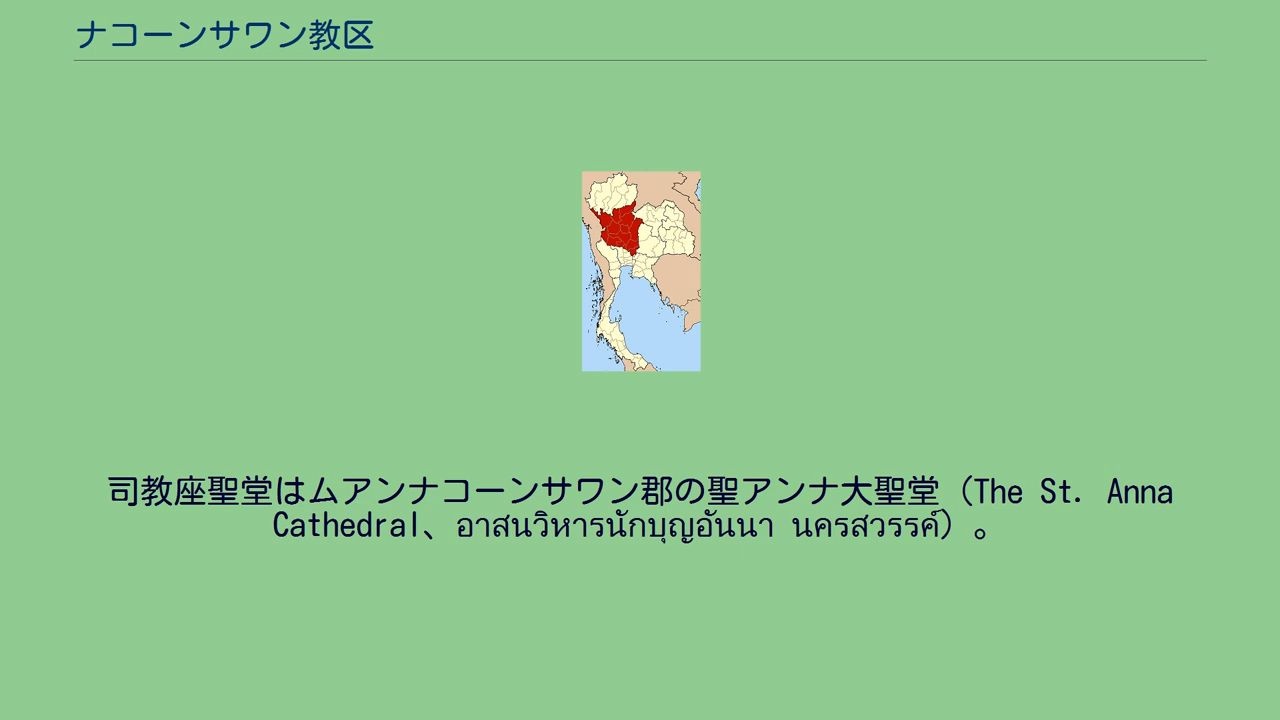 ナコーンサワン教区
司教座聖堂はムアンナコーンサワン郡の聖アンナ大聖堂（The St. Anna
Cathedral、อาสนวิหารนักบุญอันนา นครสวรรค์）。